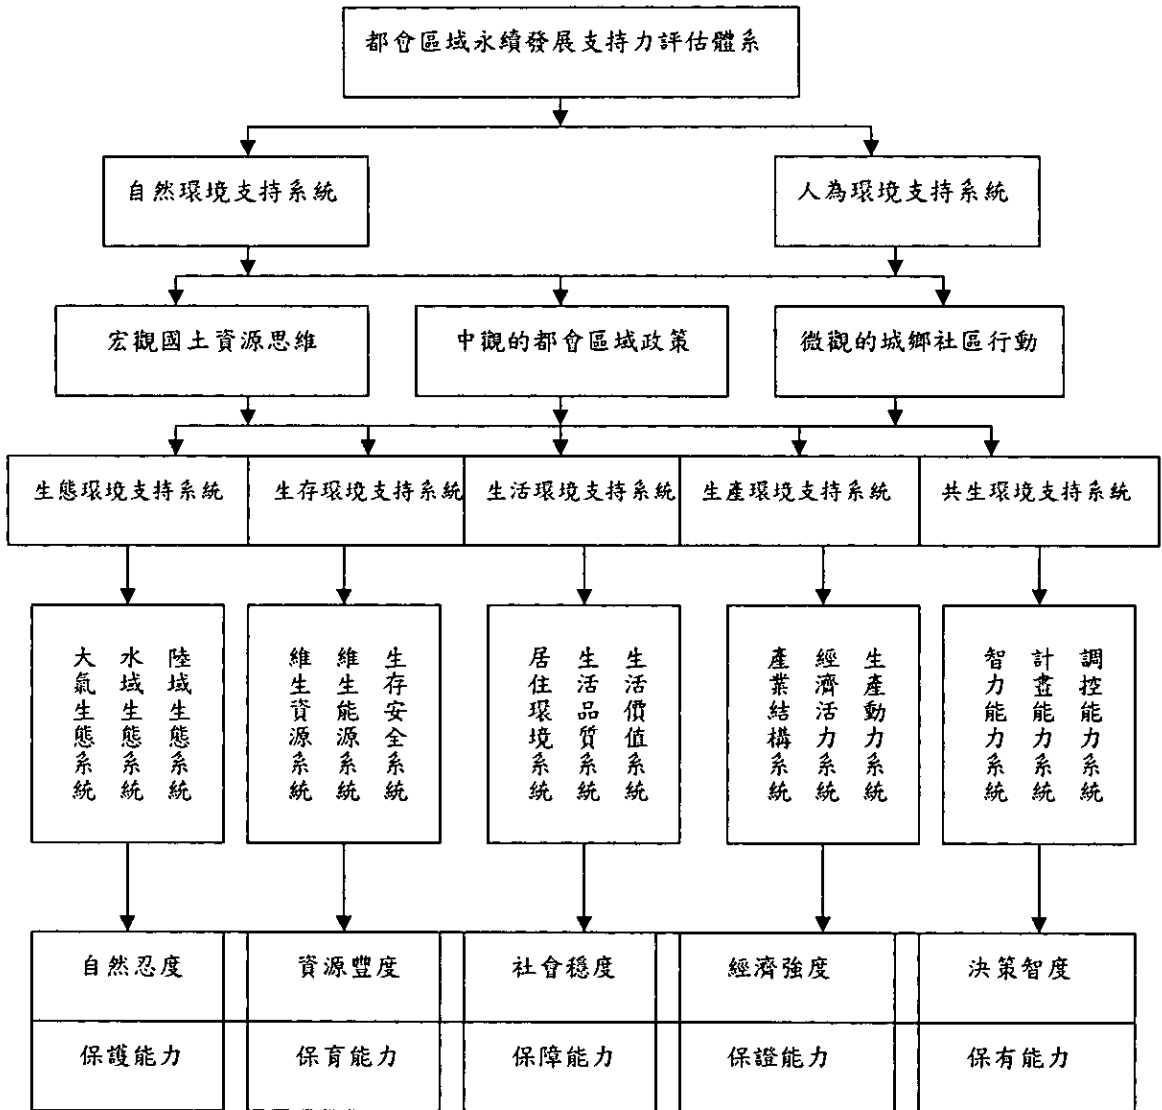 都會區域永續發展支持力評估體系
自然環境支持系統
人為環境支持系統
宏觀國土資源思維
中觀的都會區域政策
微觀的城鄉社區行動
生態環境支持系統
生存環境支持系統
生活環境支持系統
生產環境支持系統
共生環境支持系統
大氣生態系統
水域生態系統
陸域生態系統
維生資源系統
維生能源系統
生存安全系統
居住環境系統
生活品質系統
生活價值系統
產業結構系統
經濟活力系統
生產動力系統
智力能力系統
計畫能力系統
調控能力系統
自然忍度
資源豐度
社會穩度
經濟強度
決策智度
保護能力
保育能力
保障能力
保證能力
保有能力